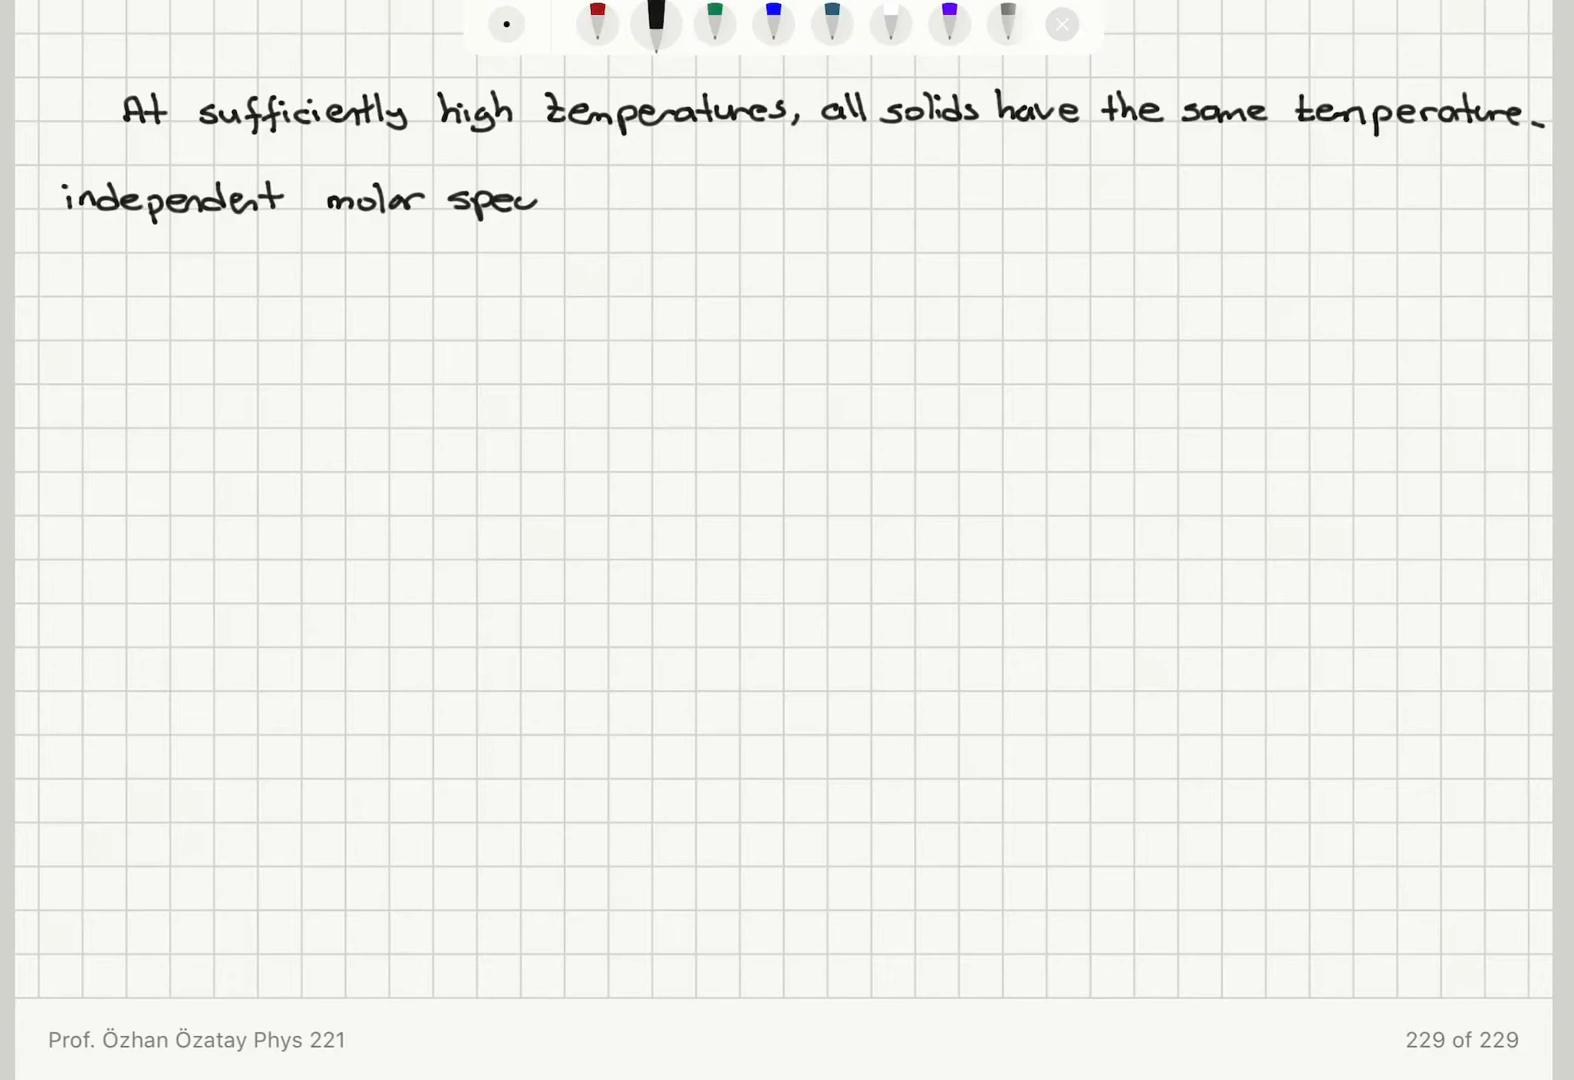 At sufficiently high temperatures, all solids have the same temperature-
independent molar spec
Prof. Özhan Özatay Phys 221
229 of 229